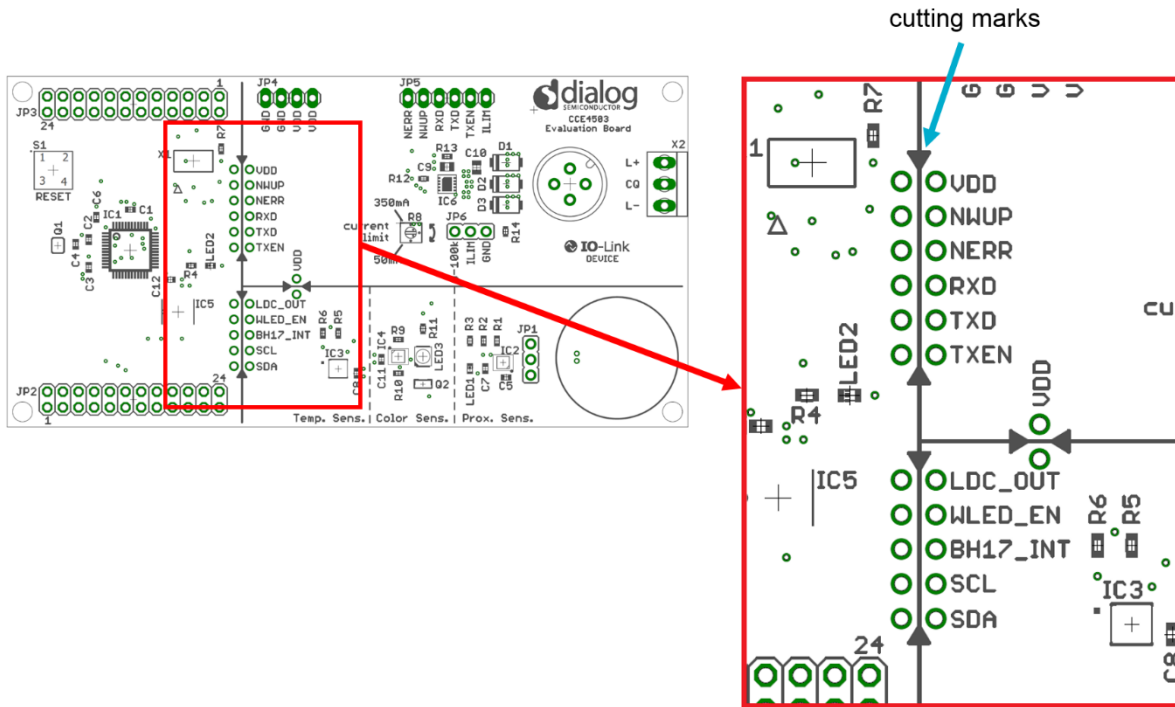 cutting marks
JP3
1
24
JP4
GND
GND
VDD
VDD
JP5
NERR
NWUP
RXD
TXD
TXEN
ILIM
dialog
SEMICONDUCTOR
CCE4503
Evaluation Board
S1
1 2
3 4
RESET
X1
R7
VDD
NWUP
NERR
RXD
TXD
TXEN
R13
C9
C10
R12
IC6
D1
D2
D3
X2
L+
CQ
L-
350mA
R8
current
limit
50mA
JP6
100k
ILIM
GND
R14
IO-Link
DEVICE
Q1
C4
C2
C3
C6
IC1
C1
C12
R4
LED2
IC5
VDD
LDC_OUT
WLED_EN
BH17_INT
SCL
SDA
R6
R5
IC3
C8
C11
IC4
R9
R10
R11
LED3
Q2
R3
R2
R1
LED1
C7
IC2
C5
JP1
JP2
24
1
Temp. Sens.
Color Sens.
Prox. Sens.
G
G
V
V
R7
1
VDD
NWUP
NERR
RXD
TXD
TXEN
cu
LED2
R4
VDD
IC5
LDC_OUT
WLED_EN
BH17_INT
SCL
SDA
R6
R5
IC3
C8
24